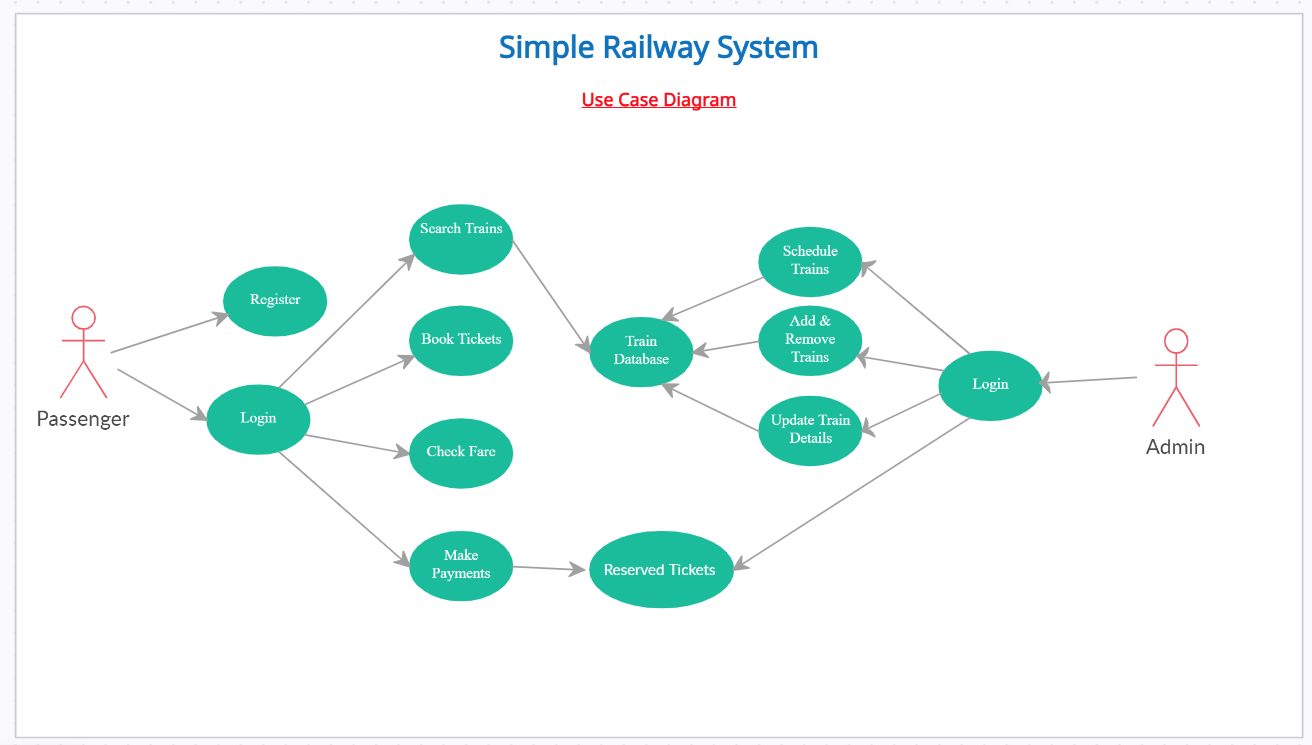 Simple Railway System
Use Case Diagram
Search Trains
Schedule
Trains
Register
Book Tickets
Train
Database
Add &
Remove
Trains
Login
Passenger
Login
Update Train
Details
Admin
Check Fare
Make
Payments
Reserved Tickets